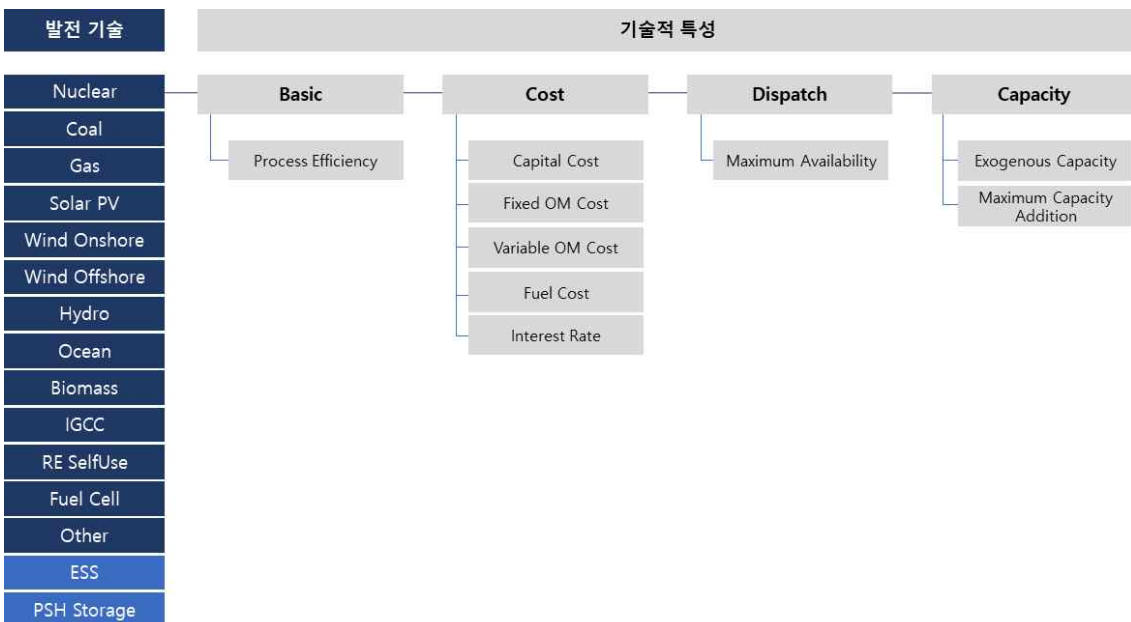 발전 기술
기술적 특성
Nuclear
Coal
Gas
Solar PV
Wind Onshore
Wind Offshore
Hydro
Ocean
Biomass
IGCC
RE SelfUse
Fuel Cell
Other
ESS
PSH Storage
Basic
Process Efficiency
Cost
Capital Cost
Fixed OM Cost
Variable OM Cost
Fuel Cost
Interest Rate
Dispatch
Maximum Availability
Capacity
Exogenous Capacity
Maximum Capacity
Addition